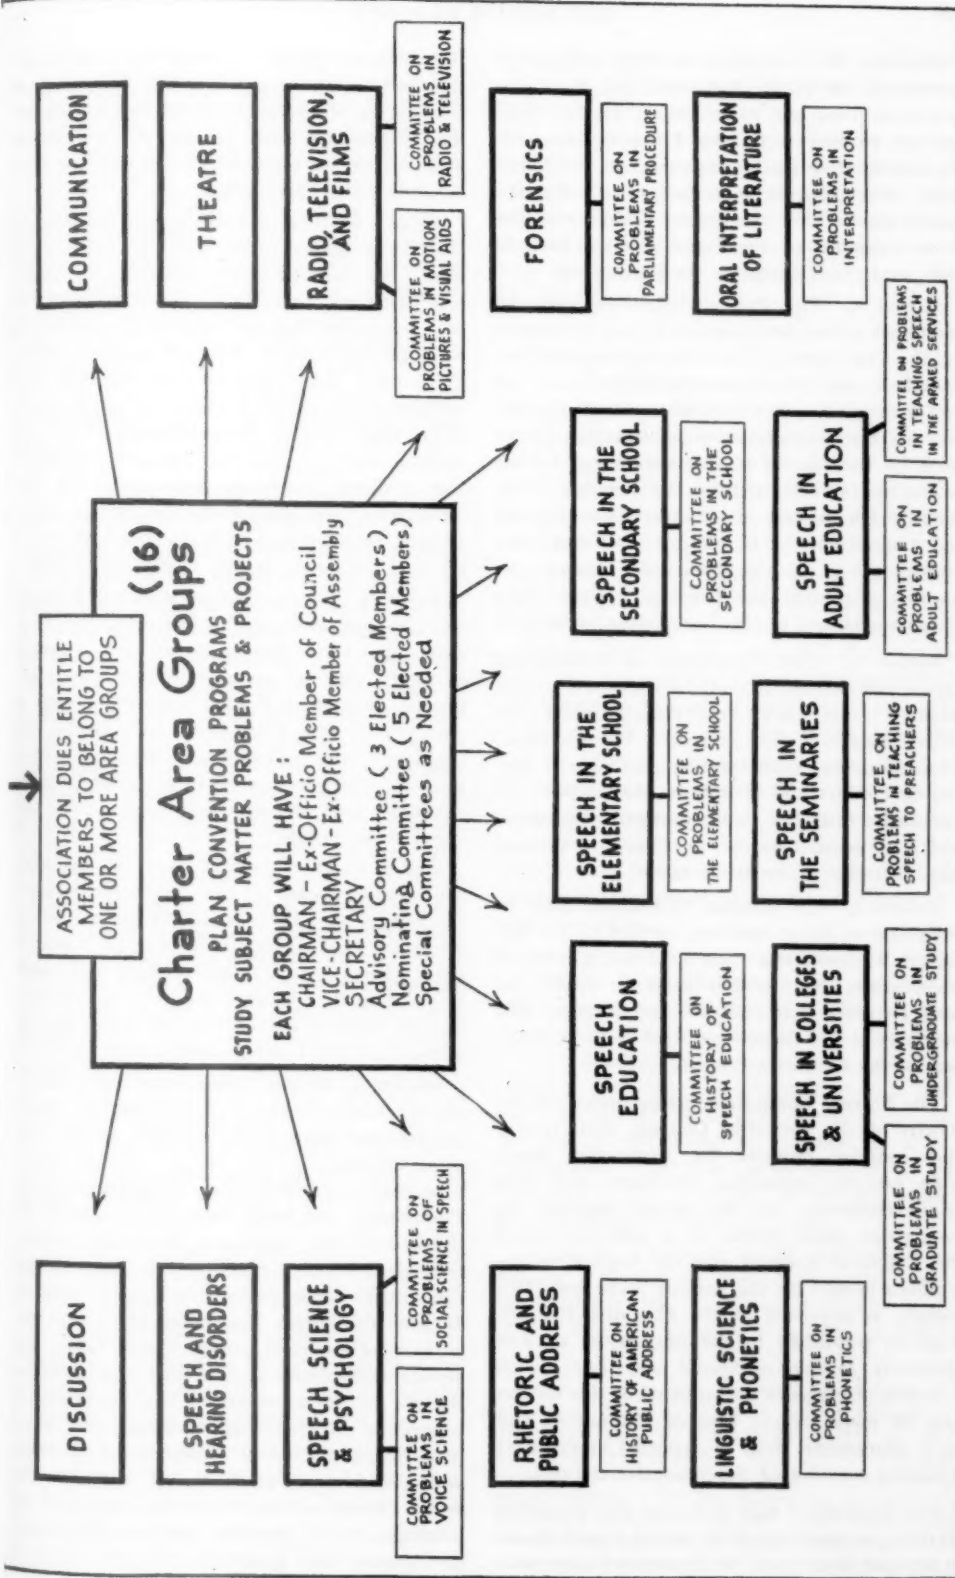 ASSOCIATION DUES ENTITLE
MEMBERS TO BELONG TO
ONE OR MORE AREA GROUPS
Charter Area Groups
(16)
PLAN CONVENTION PROGRAMS
STUDY SUBJECT MATTER PROBLEMS & PROJECTS
EACH GROUP WILL HAVE:
CHAIRMAN - Ex-Officio Member of Council
VICE-CHAIRMAN - Ex-Officio Member of Assembly
SECRETARY
Advisory Committee (3 Elected Members)
Nominating Committee (5 Elected Members)
Special Committees as Needed
DISCUSSION
SPEECH AND
HEARING DISORDERS
SPEECH SCIENCE
& PSYCHOLOGY
COMMITTEE ON
PROBLEMS IN
VOICE SCIENCE
COMMITTEE ON
PROBLEMS OF
SOCIAL SCIENCE IN SPEECH
COMMUNICATION
THEATRE
RADIO, TELEVISION,
AND FILMS
COMMITTEE ON
PROBLEMS IN MOTION
PICTURES & VISUAL AIDS
COMMITTEE ON
PROBLEMS IN
RADIO & TELEVISION
RHETORIC AND
PUBLIC ADDRESS
COMMITTEE ON
HISTORY OF AMERICAN
PUBLIC ADDRESS
SPEECH
EDUCATION
COMMITTEE ON
HISTORY OF
SPEECH EDUCATION
SPEECH IN THE
ELEMENTARY SCHOOL
COMMITTEE ON
PROBLEMS IN
THE ELEMENTARY SCHOOL
SPEECH IN THE
SECONDARY SCHOOL
COMMITTEE ON
PROBLEMS IN THE
SECONDARY SCHOOL
FORENSICS
COMMITTEE ON
PROBLEMS IN
PARLIAMENTARY PROCEDURE
LINGUISTIC SCIENCE
& PHONETICS
COMMITTEE ON
PROBLEMS IN
PHONETICS
SPEECH IN COLLEGES
& UNIVERSITIES
COMMITTEE ON
PROBLEMS IN
GRADUATE STUDY
COMMITTEE ON
PROBLEMS IN
UNDERGRADUATE STUDY
SPEECH
IN
THE SEMINARIES
COMMITTEE ON
PROBLEMS IN TEACHING
SPEECH TO PREACHERS
SPEECH IN
ADULT EDUCATION
COMMITTEE ON
PROBLEMS IN
ADULT EDUCATION
COMMITTEE ON PROBLEMS
IN TEACHING SPEECH
IN THE ARMED SERVICES
ORAL INTERPRETATION
OF LITERATURE
COMMITTEE ON
PROBLEMS IN
INTERPRETATION